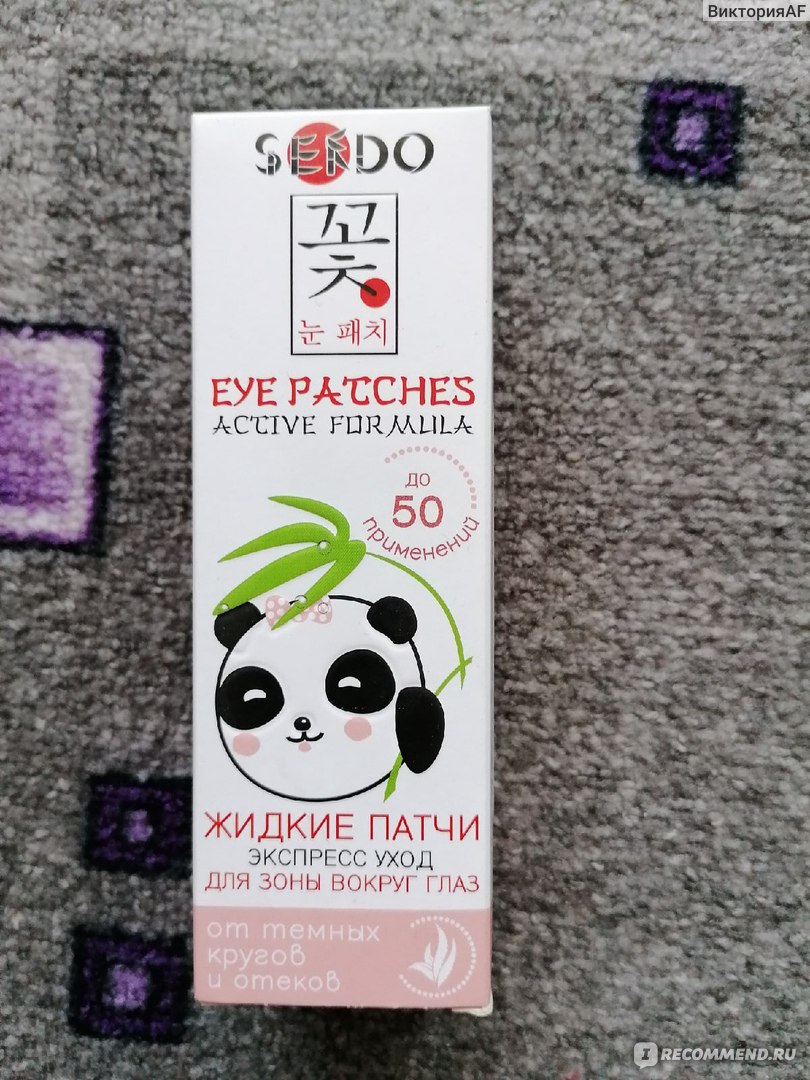 ВикторияAF
SENDO
꽃
눈 패치
EYE PATCHES
ACTIVE FORMULA
до
50
применений
ЖИДКИЕ ПАТЧИ
ЭКСПРЕСС УХОД
ДЛЯ ЗОНЫ ВОКРУГ ГЛАЗ
от темных
кругов
и отеков
IRECOMMEND.RU